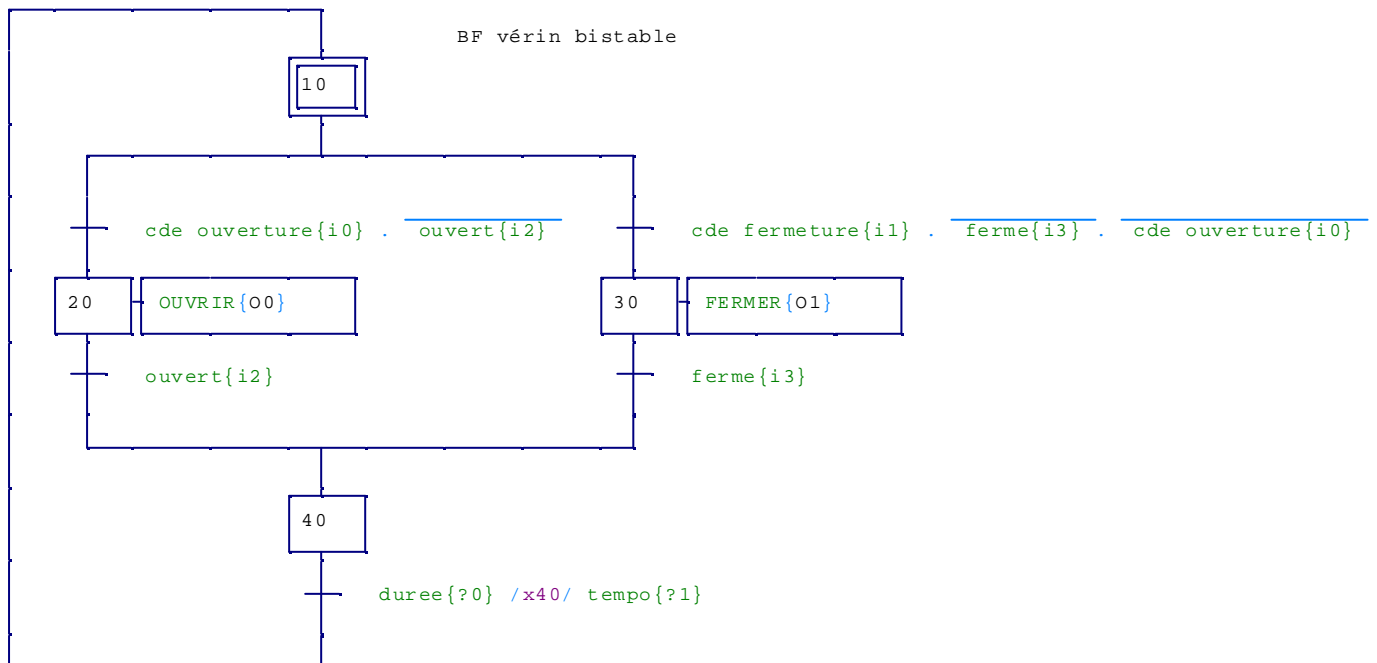 BF vérin bistable
10
cde ouverture{i0} . ouvert{i2}
cde fermeture{i1} . ferme{i3} . cde ouverture{i0}
20
OUVRIR{O0}
30
FERMER{O1}
ouvert{i2}
ferme{i3}
40
duree{?0} /x40/ tempo{?1}